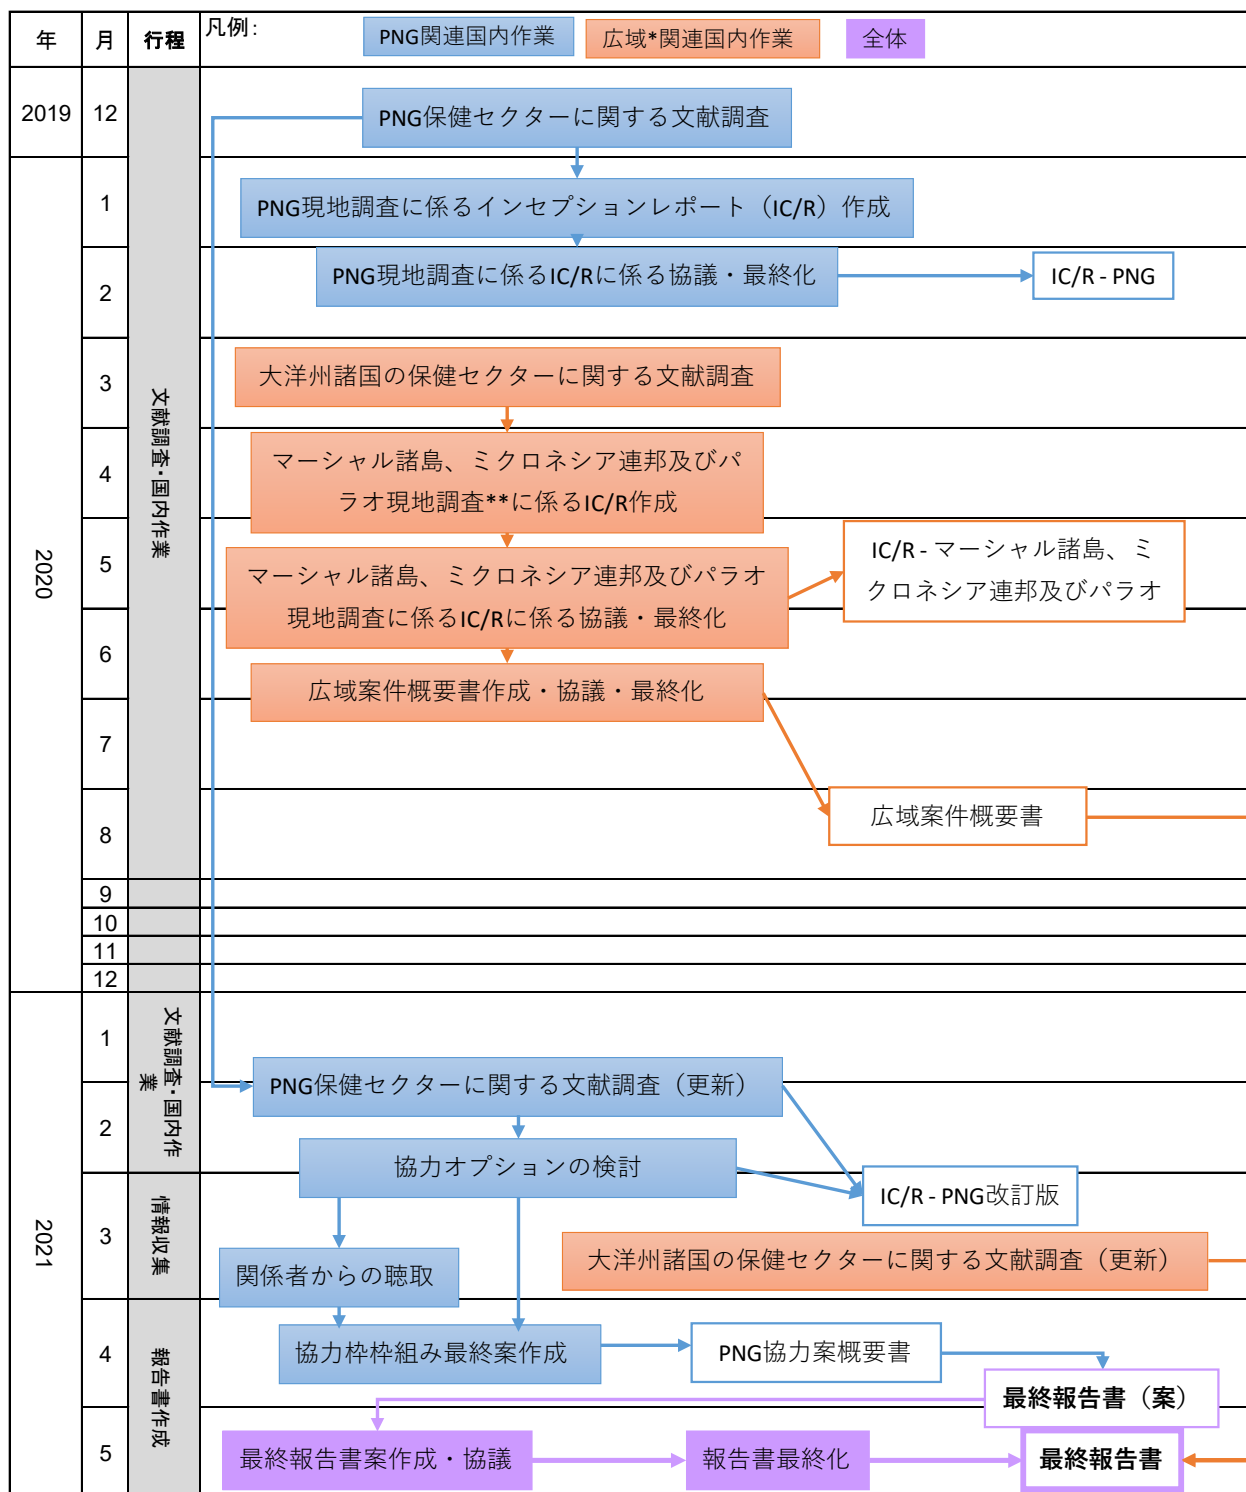 年 月 行程 凡例： PNG関連国内作業 広域*関連国内作業 全体
2019 12 文献調査・国内作業
PNG保健セクターに関する文献調査
2020
1
PNG現地調査に係るインセプションレポート（IC/R）作成
2
PNG現地調査に係るIC/Rに係る協議・最終化
IC/R - PNG
3
大洋州諸国の保健セクターに関する文献調査
4
マーシャル諸島、ミクロネシア連邦及びパ
ラオ現地調査**に係るIC/R作成
5
マーシャル諸島、ミクロネシア連邦及びパラオ
現地調査に係るIC/Rに係る協議・最終化
IC/R - マーシャル諸島、ミ
クロネシア連邦及びパラオ
6
広域案件概要書作成・協議・最終化
7
8
広域案件概要書
9
10
11
12
2021
1
文献調査・国内作
業
PNG保健セクターに関する文献調査（更新）
2
協力オプションの検討
IC/R - PNG改訂版
3
情報収集
大洋州諸国の保健セクターに関する文献調査（更新）
関係者からの聴取
4
報告書作成
協力枠枠組み最終案作成
PNG協力案概要書
最終報告書（案）
5
最終報告書案作成・協議
報告書最終化
最終報告書